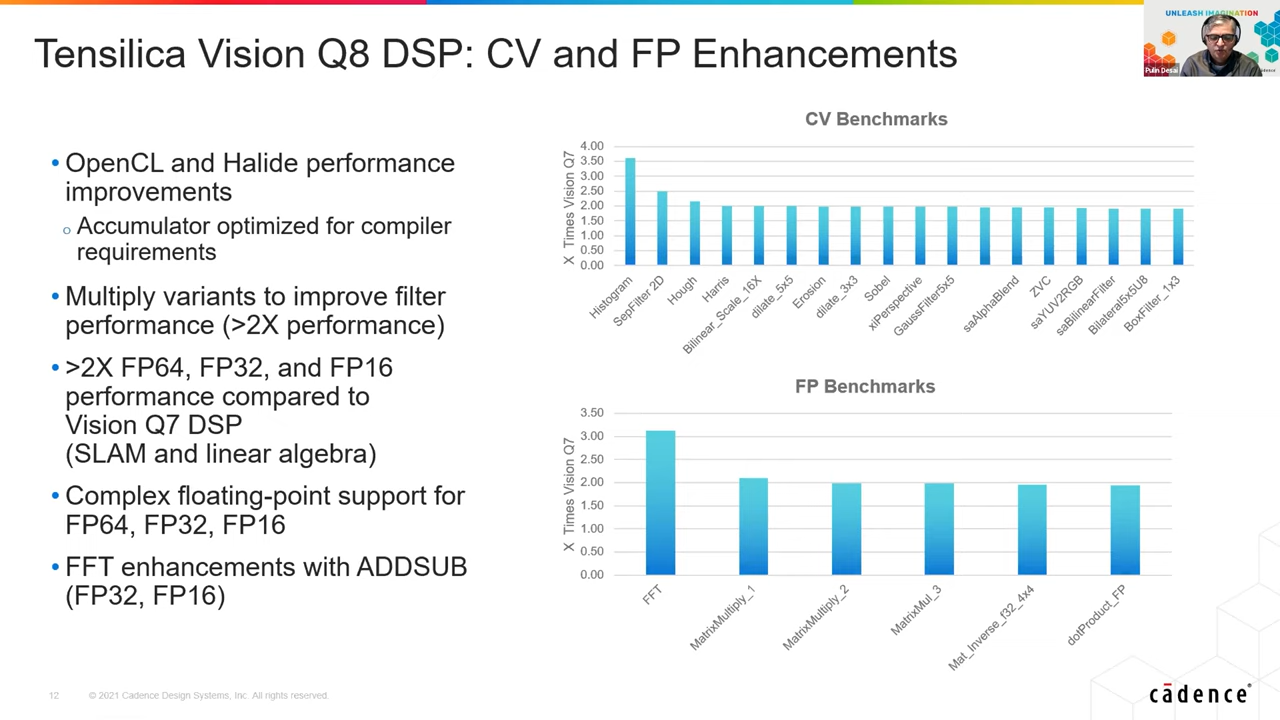 UNLEASH IMAGINATION
Pulin Desai
Tensilica Vision Q8 DSP: CV and FP Enhancements
• OpenCL and Halide performance
improvements
o Accumulator optimized for compiler
requirements
• Multiply variants to improve filter
performance (>2X performance)
• >2X FP64, FP32, and FP16
performance compared to
Vision Q7 DSP
(SLAM and linear algebra)
• Complex floating-point support for
FP64, FP32, FP16
• FFT enhancements with ADDSUB
(FP32, FP16)
CV Benchmarks
X Times Vision Q7
4.00
3.50
3.00
2.50
2.00
1.50
1.00
0.50
0.00
Histogram
SepFilter 2D
Hough
Harris
Bilinear_Scale_16X
dilate_5x5
Erosion
dilate_3x3
Sobel
xiPerspective
GaussFilter5x5
saAlphaBlend
ZVC
saYUV2RGB
saBilinearFilter
Bilateral5x5U8
BoxFilter_1x3
FP Benchmarks
X Times Vision Q7
3.50
3.00
2.50
2.00
1.50
1.00
0.50
0.00
FFT
MatrixMultiply_1
MatrixMultiply_2
MatrixMul_3
Mat_Inverse_f32_4x4
dotProduct_FP
12 © 2021 Cadence Design Systems, Inc. All rights reserved.
cādence®